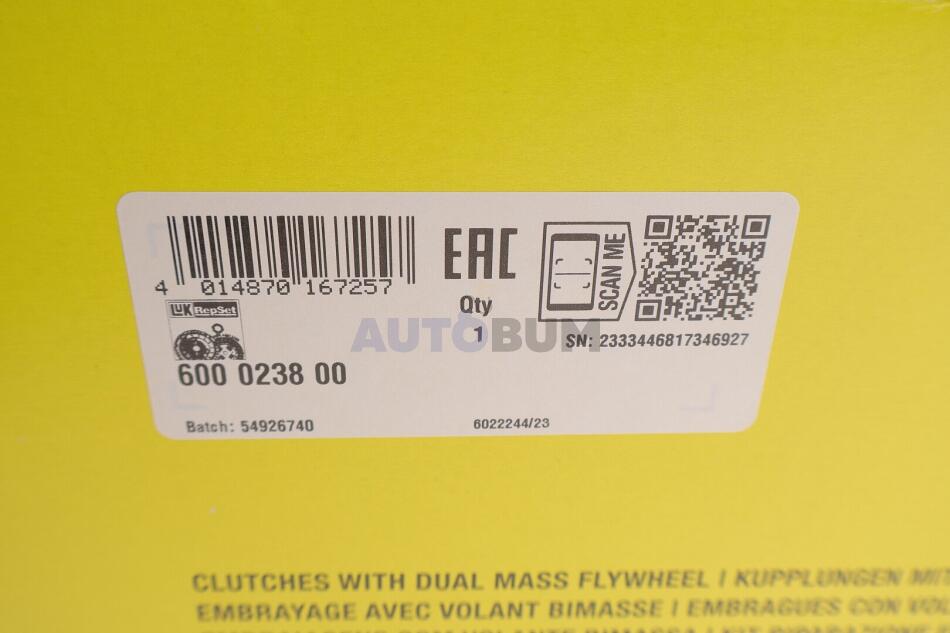 4 014870 167257
EAC
SCAN ME
LUK RepSet
Qty
1
AUTOBUM
SN: 2333446817346927
600 0238 00
Batch: 54926740
6022244/23
CLUTCHES WITH DUAL MASS FLYWHEEL | KUPPLUNGEN MIT
EMBRAYAGE AVEC VOLANT BIMASSE | EMBRAGUES CON